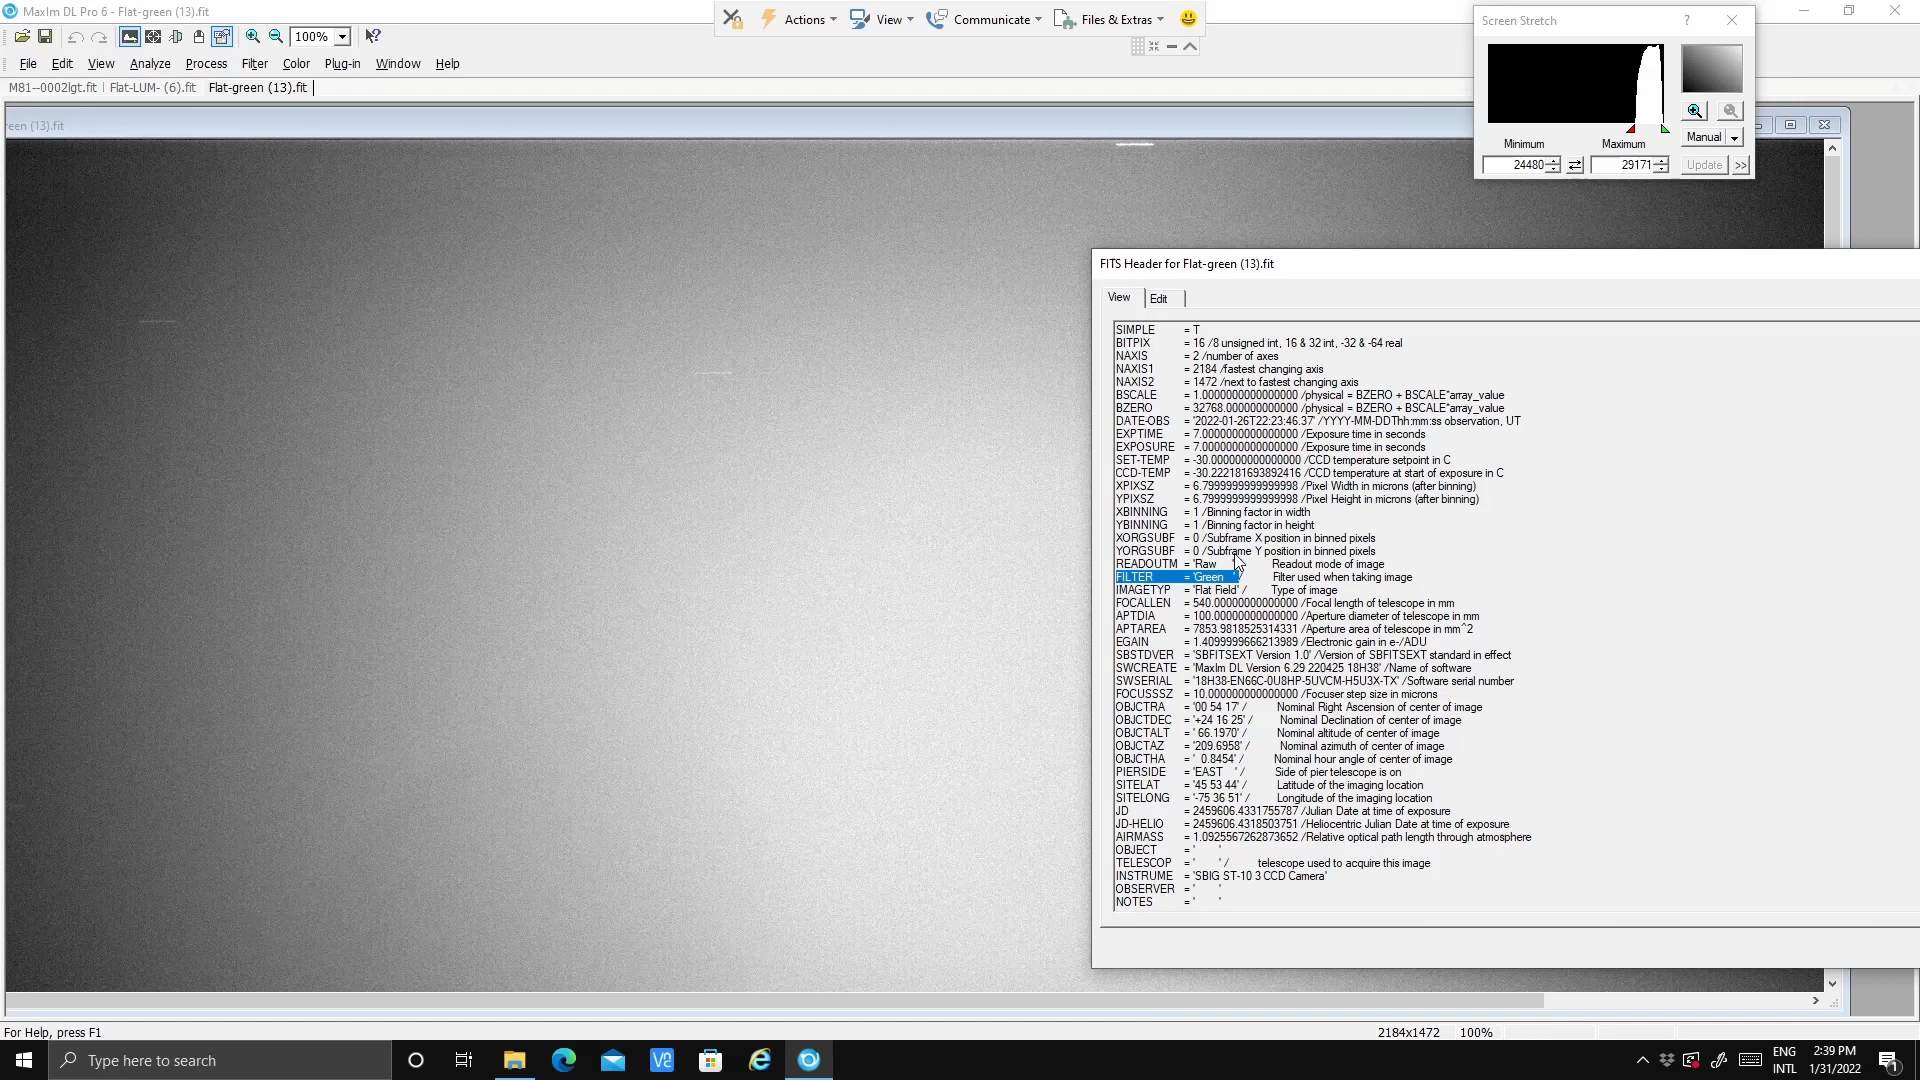 MaxIm DL Pro 6 - Flat-green (13).fit
Actions
View
Communicate
Files & Extras
100%
File Edit View Analyze Process Filter Color Plug-in Window Help
M81--0002lgt.fit Flat-LUM- (6).fit Flat-green (13).fit
reen (13).fit
Screen Stretch
?
Manual
Minimum Maximum
24480 29171 Update >>
FITS Header for Flat-green (13).fit
View Edit
SIMPLE = T
BITPIX = 16 /8 unsigned int, 16 & 32 int, -32 & -64 real
NAXIS = 2 /number of axes
NAXIS1 = 2184 /fastest changing axis
NAXIS2 = 1472 /next to fastest changing axis
BSCALE = 1.0000000000000000 /physical = BZERO + BSCALE*array_value
BZERO = 32768.000000000000 /physical = BZERO + BSCALE*array_value
DATE-OBS = '2022-01-26T22:23:46.37' /YYYY-MM-DDThh:mm:ss observation, UT
EXPTIME = 7.0000000000000000 /Exposure time in seconds
EXPOSURE = 7.0000000000000000 /Exposure time in seconds
SET-TEMP = -30.000000000000000 /CCD temperature setpoint in C
CCD-TEMP = -30.222181693892416 /CCD temperature at start of exposure in C
XPIXSZ = 6.7999999999999998 /Pixel Width in microns (after binning)
YPIXSZ = 6.7999999999999998 /Pixel Height in microns (after binning)
XBINNING = 1 /Binning factor in width
YBINNING = 1 /Binning factor in height
XORGSUBF = 0 /Subframe X position in binned pixels
YORGSUBF = 0 /Subframe Y position in binned pixels
READOUTM = 'Raw Readout mode of image
FILTER = 'Green ' / Filter used when taking image
IMAGETYP = 'Flat Field' / Type of image
FOCALLEN = 540.00000000000000 /Focal length of telescope in mm
APTDIA = 100.00000000000000 /Aperture diameter of telescope in mm
APTAREA = 7853.9818525314331 /Aperture area of telescope in mm^2
EGAIN = 1.4099999666213989 /Electronic gain in e-/ADU
SBSTDVER = 'SBFITSEXT Version 1.0' /Version of SBFITSEXT standard in effect
SWCREATE = 'MaxIm DL Version 6.29 220425 18H38' /Name of software
SWSERIAL = '18H38-EN66C-0U8HP-5UVCM-H5U3X-TX' /Software serial number
FOCUSSSZ = 10.000000000000000 /Focuser step size in microns
OBJCTRA = '00 54 17' / Nominal Right Ascension of center of image
OBJCTDEC = '+24 16 25' / Nominal Declination of center of image
OBJCTALT = ' 66.1970' / Nominal altitude of center of image
OBJCTAZ = '209.6958' / Nominal azimuth of center of image
OBJCTHA = ' 0.8454' / Nominal hour angle of center of image
PIERSIDE = 'EAST ' / Side of pier telescope is on
SITELAT = '45 53 44' / Latitude of the imaging location
SITELONG = '-75 36 51' / Longitude of the imaging location
JD = 2459606.4331755787 /Julian Date at time of exposure
JD-HELIO = 2459606.4318503751 /Heliocentric Julian Date at time of exposure
AIRMASS = 1.0925567262873652 /Relative optical path length through atmosphere
OBJECT = ' '
TELESCOP = ' ' / telescope used to acquire this image
INSTRUME = 'SBIG ST-10 3 CCD Camera'
OBSERVER = ' '
NOTES = ' '
For Help, press F1
2184x1472 100%
Type here to search
ENG
INTL
2:39 PM
1/31/2022
1